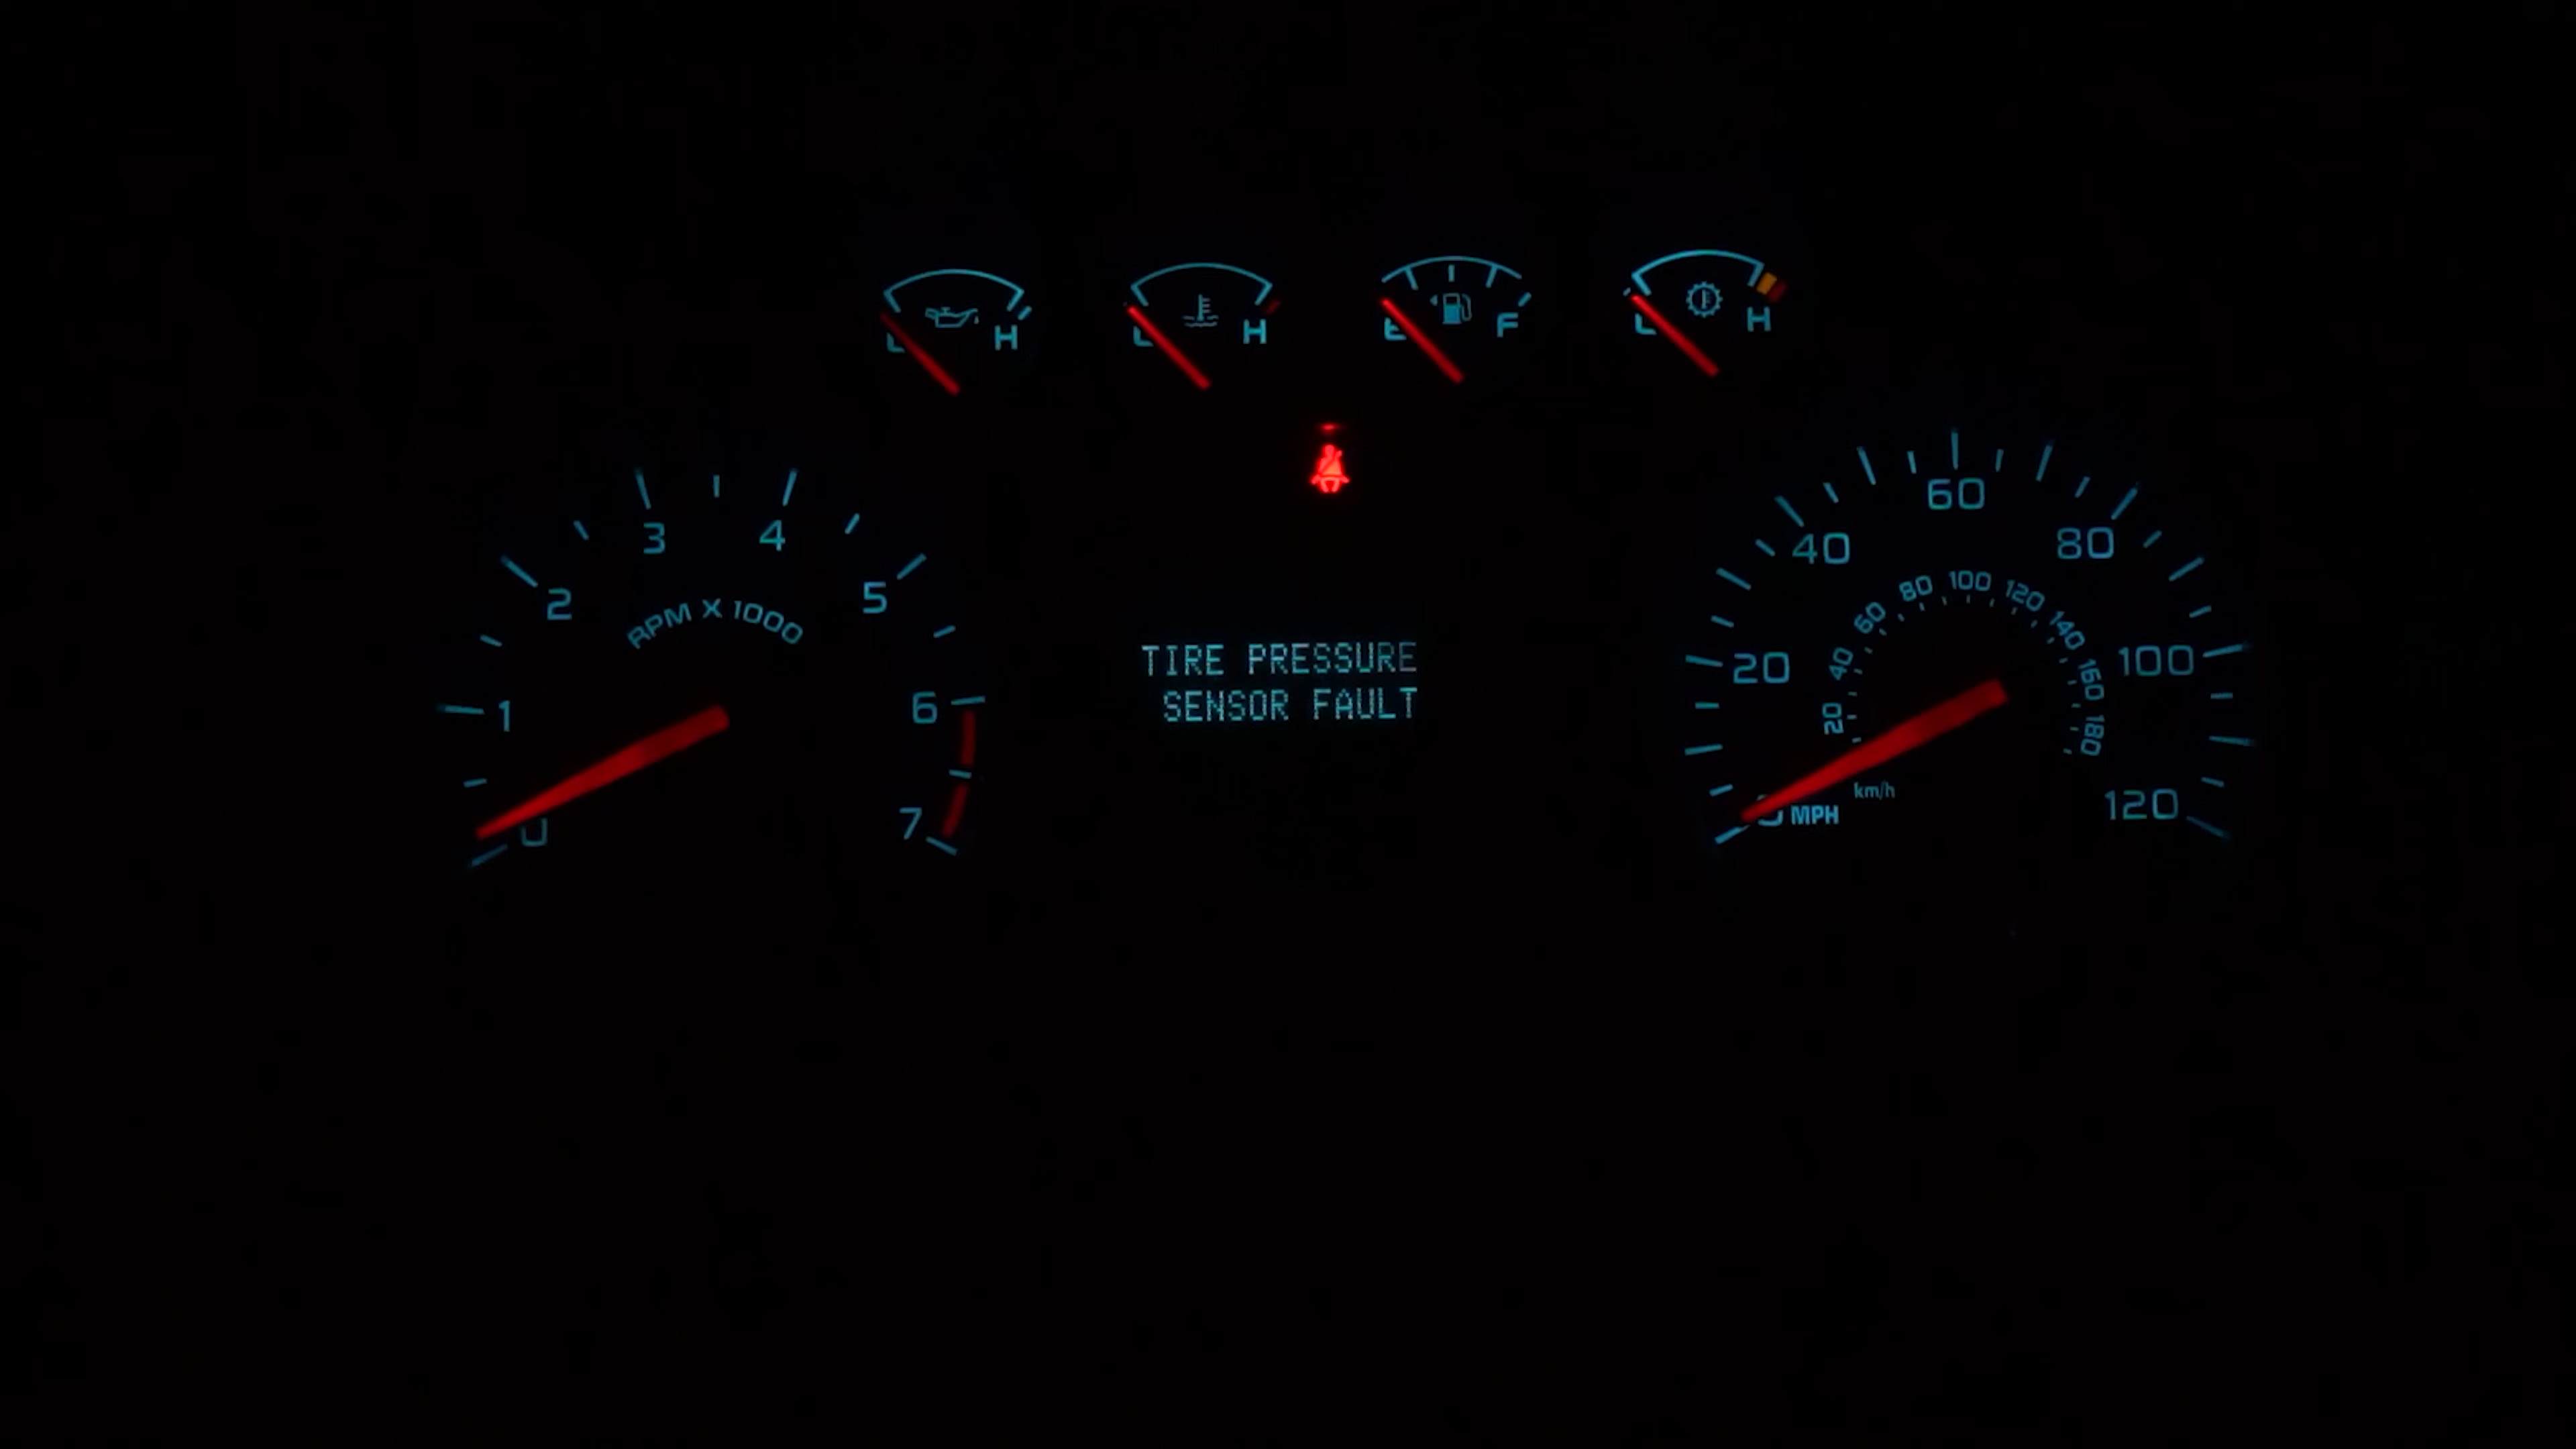 L H
L H
E F
L H
3 4
2 5
RPM X 1000
1 6
0 7
TIRE PRESSURE
SENSOR FAULT
60
40 80
20 100
0 MPH 120
20 40 60 80 100 120 140 160 180
km/h